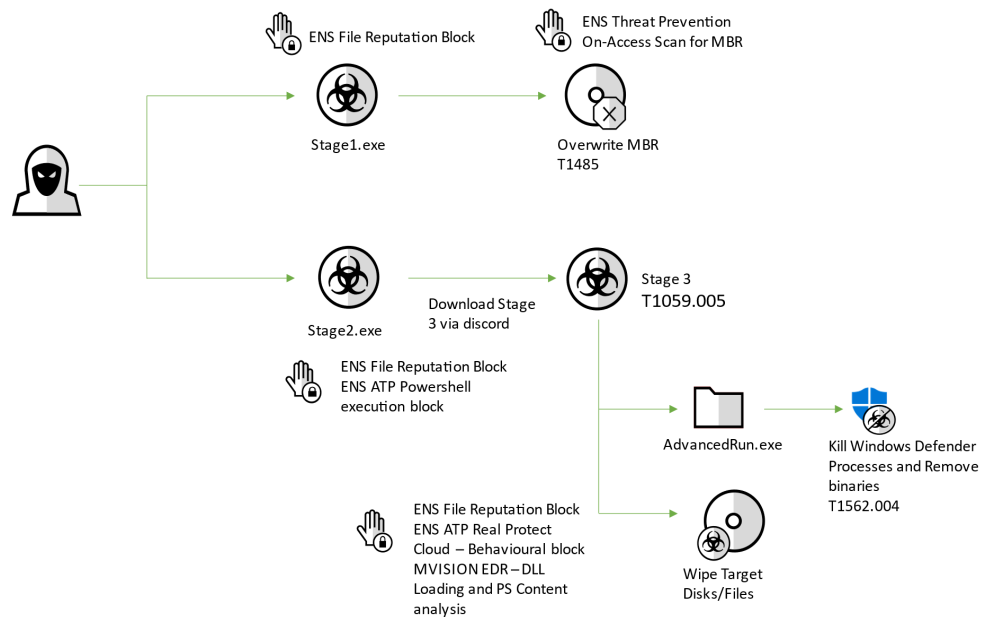 ENS File Reputation Block
ENS Threat Prevention
On-Access Scan for MBR
Stage1.exe
Overwrite MBR
T1485
Stage2.exe
Download Stage
3 via discord
Stage 3
T1059.005
ENS File Reputation Block
ENS ATP Powershell
execution block
AdvancedRun.exe
Kill Windows Defender
Processes and Remove
binaries
T1562.004
ENS File Reputation Block
ENS ATP Real Protect
Cloud – Behavioural block
MVISION EDR – DLL
Loading and PS Content
analysis
Wipe Target
Disks/Files